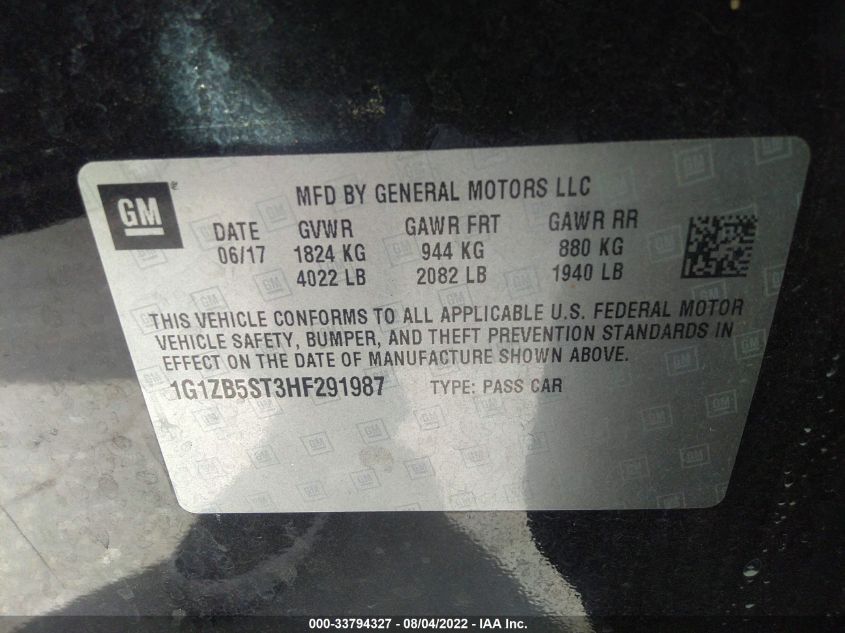 GM
MFD BY GENERAL MOTORS LLC
DATE GVWR GAWR FRT GAWR RR
06/17 1824 KG 944 KG 880 KG
4022 LB 2082 LB 1940 LB
THIS VEHICLE CONFORMS TO ALL APPLICABLE U.S. FEDERAL MOTOR
VEHICLE SAFETY, BUMPER, AND THEFT PREVENTION STANDARDS IN
EFFECT ON THE DATE OF MANUFACTURE SHOWN ABOVE.
1G1ZB5ST3HF291987 TYPE: PASS CAR
000-33794327 - 08/04/2022 - IAA Inc.